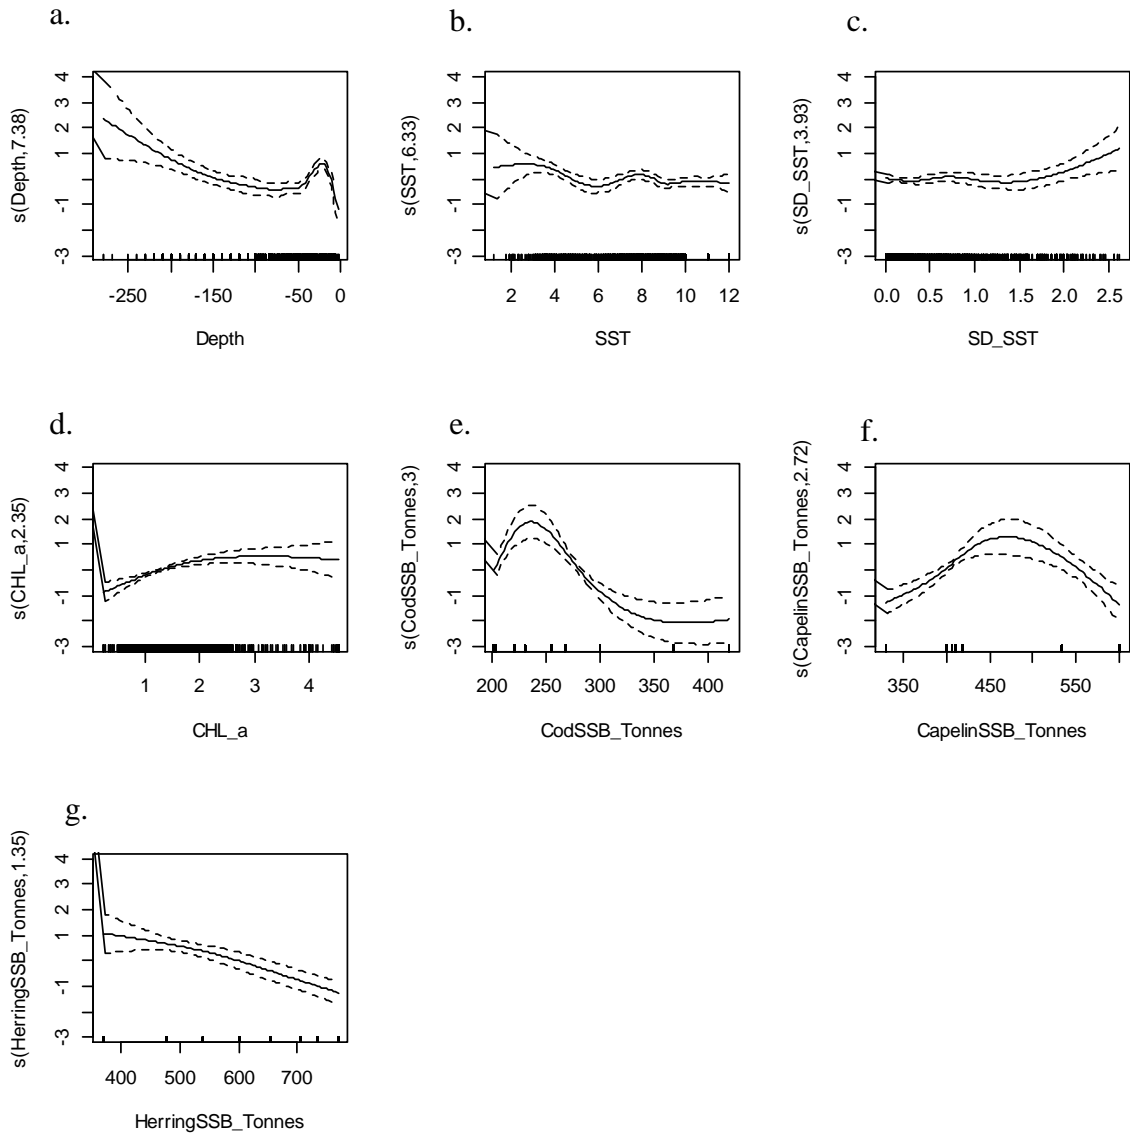 a.
s(Depth,7.38)
4
3
2
1
-1
-3
-250 -150 -50 0
Depth
b.
s(SST,6.33)
4
3
2
1
-1
-3
2 4 6 8 10 12
SST
c.
s(SD_SST,3.93)
4
3
2
1
-1
-3
0.0 0.5 1.0 1.5 2.0 2.5
SD_SST
d.
s(CHL_a,2.35)
4
3
2
1
-1
-3
1 2 3 4
CHL_a
e.
s(CodSSB_Tonnes,3)
4
3
2
1
-1
-3
200 250 300 350 400
CodSSB_Tonnes
f.
s(CapelinSSB_Tonnes,2.72)
4
3
2
1
-1
-3
350 450 550
CapelinSSB_Tonnes
g.
s(HerringSSB_Tonnes,1.35)
4
3
2
1
-1
-3
400 500 600 700
HerringSSB_Tonnes